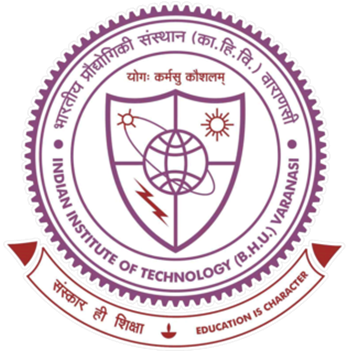 भारतीय प्रौद्योगिकी संस्थान (का.हि.वि.) वाराणसी
योगः कर्मसु कौशलम्
INDIAN INSTITUTE OF TECHNOLOGY (B.H.U.) VARANASI
संस्कार ही शिक्षा
EDUCATION IS CHARACTER